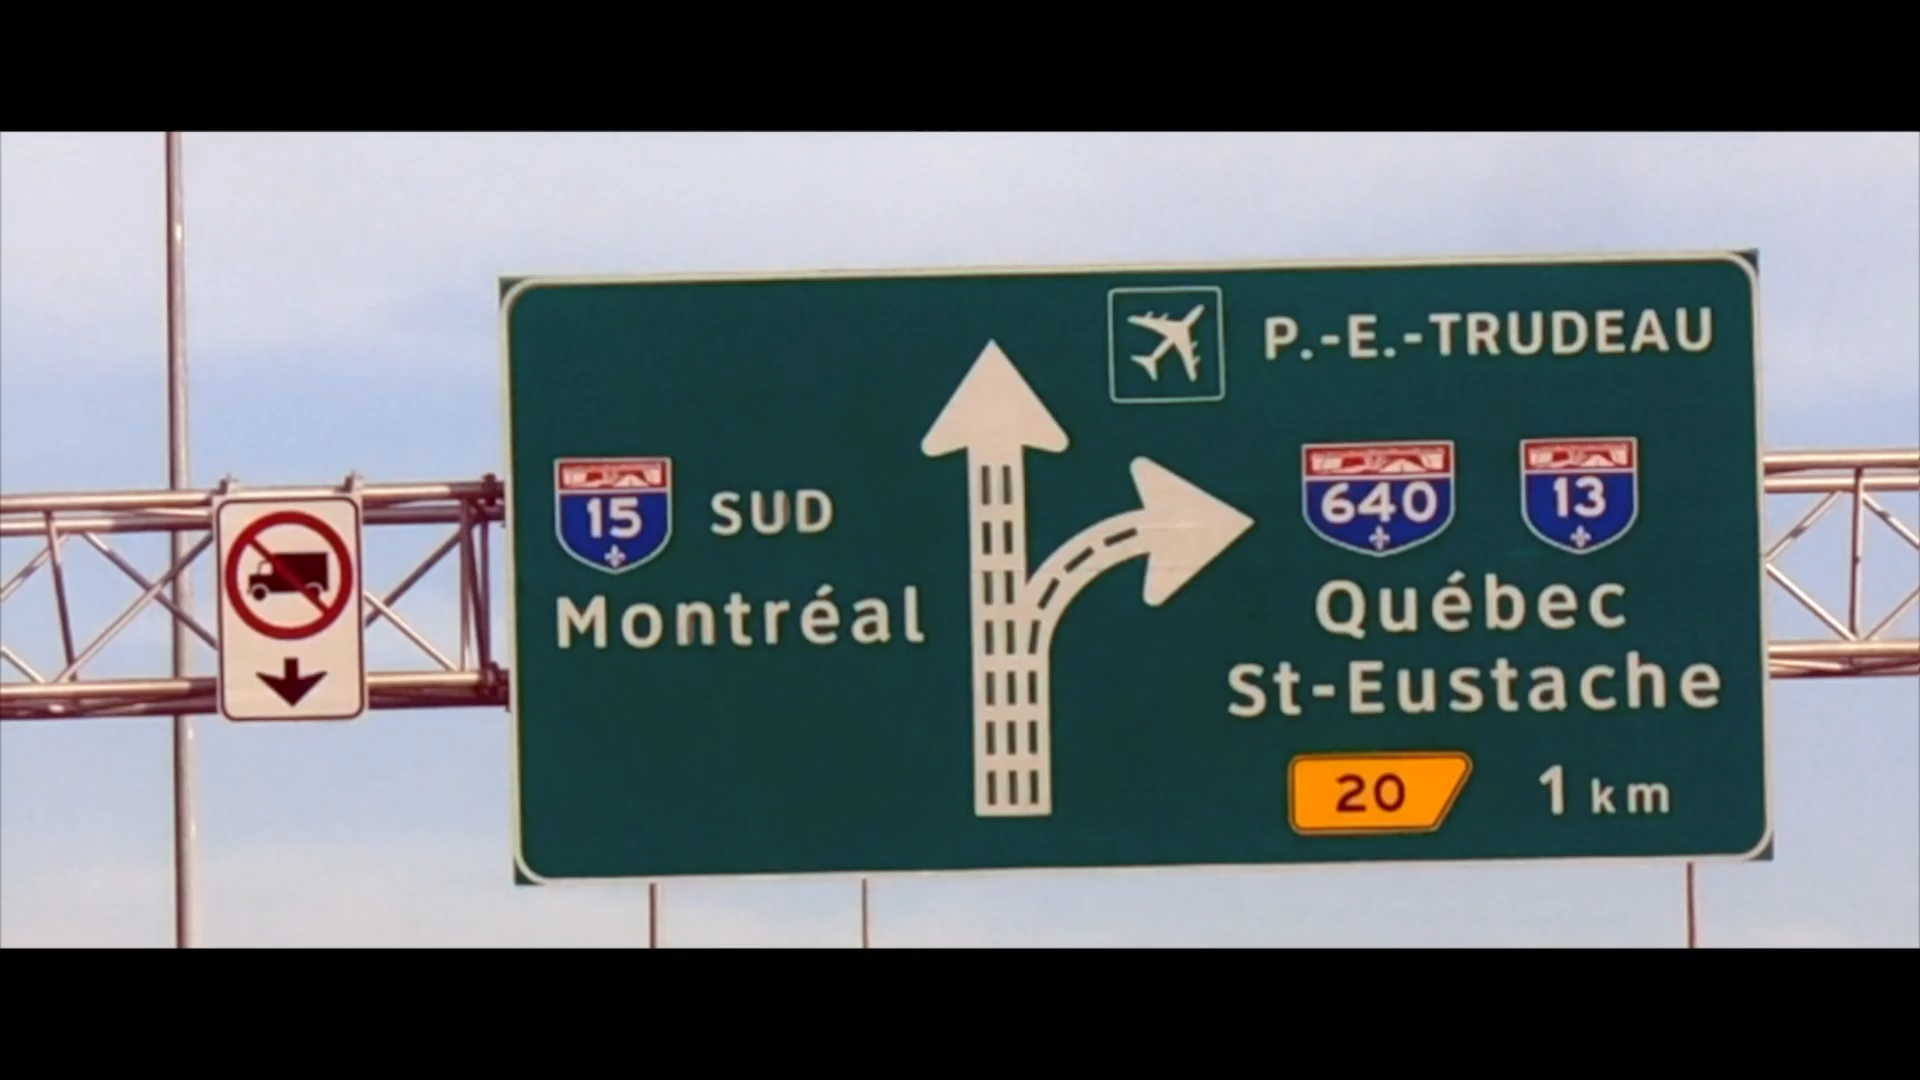 P.-E.-TRUDEAU
15 SUD
Montréal
640 13
Québec
St-Eustache
20 1 km